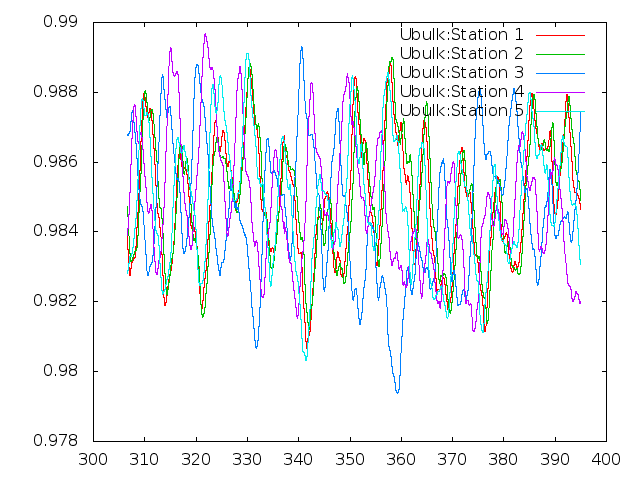 0.99
0.988
0.986
0.984
0.982
0.98
0.978
300 310 320 330 340 350 360 370 380 390 400
Ubulk:Station 1
Ubulk:Station 2
Ubulk:Station 3
Ubulk:Station 4
Ubulk:Station 5